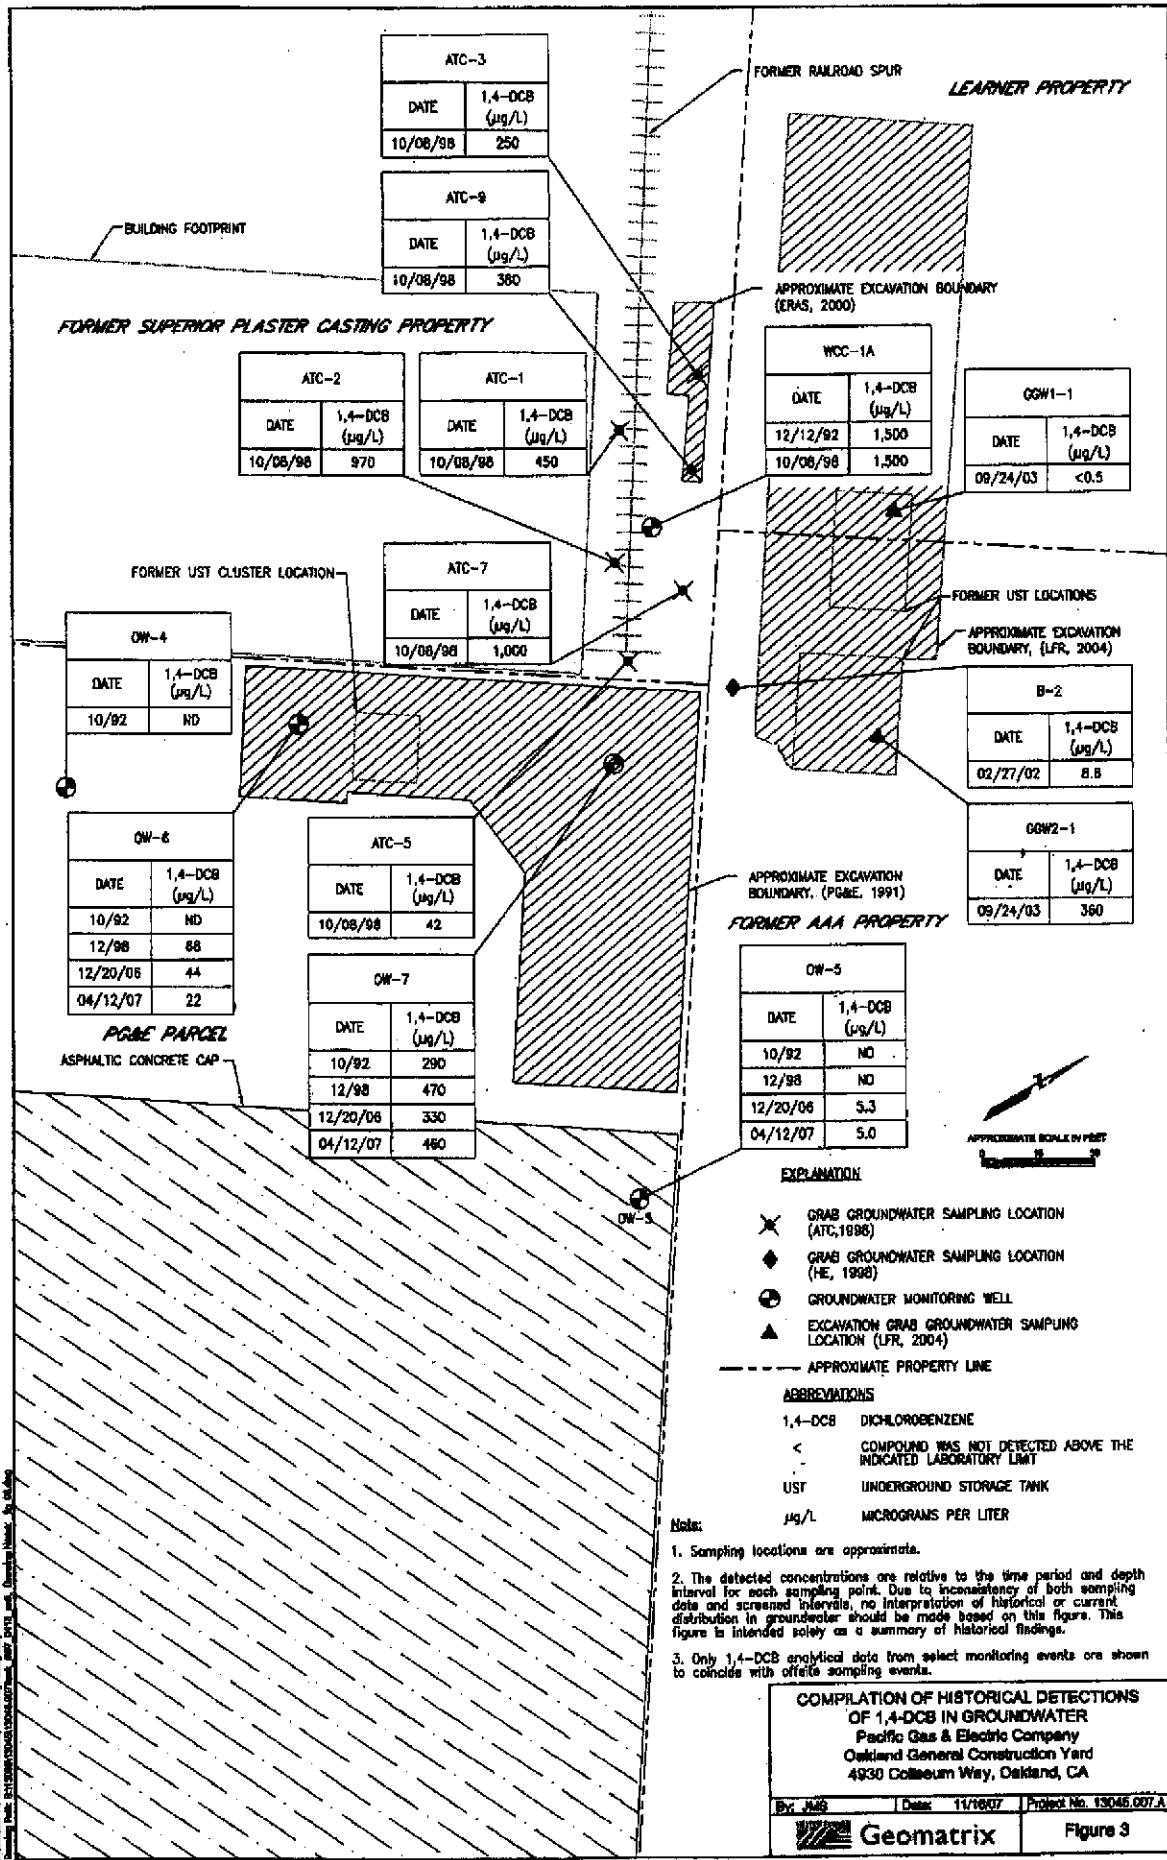 ATC-3
DATE 1,4-DCB (µg/L)
10/08/98 250
FORMER RAILROAD SPUR
LEARNER PROPERTY
ATC-9
DATE 1,4-DCB (µg/L)
10/08/98 380
BUILDING FOOTPRINT
APPROXIMATE EXCAVATION BOUNDARY
(ERAS, 2000)
FORMER SUPERIOR PLASTER CASTING PROPERTY
ATC-2
DATE 1,4-DCB (µg/L)
10/08/98 970
ATC-1
DATE 1,4-DCB (µg/L)
10/08/98 450
WCC-1A
DATE 1,4-DCB (µg/L)
12/12/92 1,500
10/08/98 1,500
GGW1-1
DATE 1,4-DCB (µg/L)
09/24/03 <0.5
FORMER UST CLUSTER LOCATION
ATC-7
DATE 1,4-DCB (µg/L)
10/08/98 1,000
FORMER UST LOCATIONS
APPROXIMATE EXCAVATION
BOUNDARY, (LFR, 2004)
OW-4
DATE 1,4-DCB (µg/L)
10/92 ND
B-2
DATE 1,4-DCB (µg/L)
02/27/02 8.8
OW-6
DATE 1,4-DCB (µg/L)
10/92 ND
12/98
12/20/06 44
04/12/07 22
ATC-5
DATE 1,4-DCB (µg/L)
10/08/98 42
GGW2-1
DATE 1,4-DCB (µg/L)
09/24/03 360
APPROXIMATE EXCAVATION
BOUNDARY, (PG&E, 1991)
FORMER AAA PROPERTY
OW-7
DATE 1,4-DCB (µg/L)
10/92 290
12/98 470
12/20/06 330
04/12/07 460
OW-5
DATE 1,4-DCB (µg/L)
10/92 ND
12/98 ND
12/20/06 5.3
04/12/07 5.0
PG&E PARCEL
ASPHALTIC CONCRETE CAP
Z
APPROXIMATE SCALE IN FEET
0
OW-5
EXPLANATION
GRAB GROUNDWATER SAMPLING LOCATION
(ATC,1998)
GRAB GROUNDWATER SAMPLING LOCATION
(HE, 1998)
GROUNDWATER MONITORING WELL
EXCAVATION GRAB GROUNDWATER SAMPLING
LOCATION (LFR, 2004)
APPROXIMATE PROPERTY LINE
ABBREVIATIONS
1,4-DCB DICHLOROBENZENE
< COMPOUND WAS NOT DETECTED ABOVE THE
INDICATED LABORATORY LIMIT
UST UNDERGROUND STORAGE TANK
µg/L MICROGRAMS PER LITER
Note:
1. Sampling locations are approximate.
2. The detected concentrations are relative to the time period and depth
interval for each sampling point. Due to inconsistency of both sampling
date and screened intervals, no interpretation of historical or current
distribution in groundwater should be made based on this figure. This
figure is intended solely as a summary of historical findings.
3. Only 1,4-DCB analytical data from select monitoring events are shown
to coincide with offsite sampling events.
COMPILATION OF HISTORICAL DETECTIONS
OF 1,4-DCB IN GROUNDWATER
Pacific Gas & Electric Company
Oakland General Construction Yard
4930 Coliseum Way, Oakland, CA
By: JMS Date: 11/16/07 Project No. 13045.007.A
Geomatrix
Figure 3